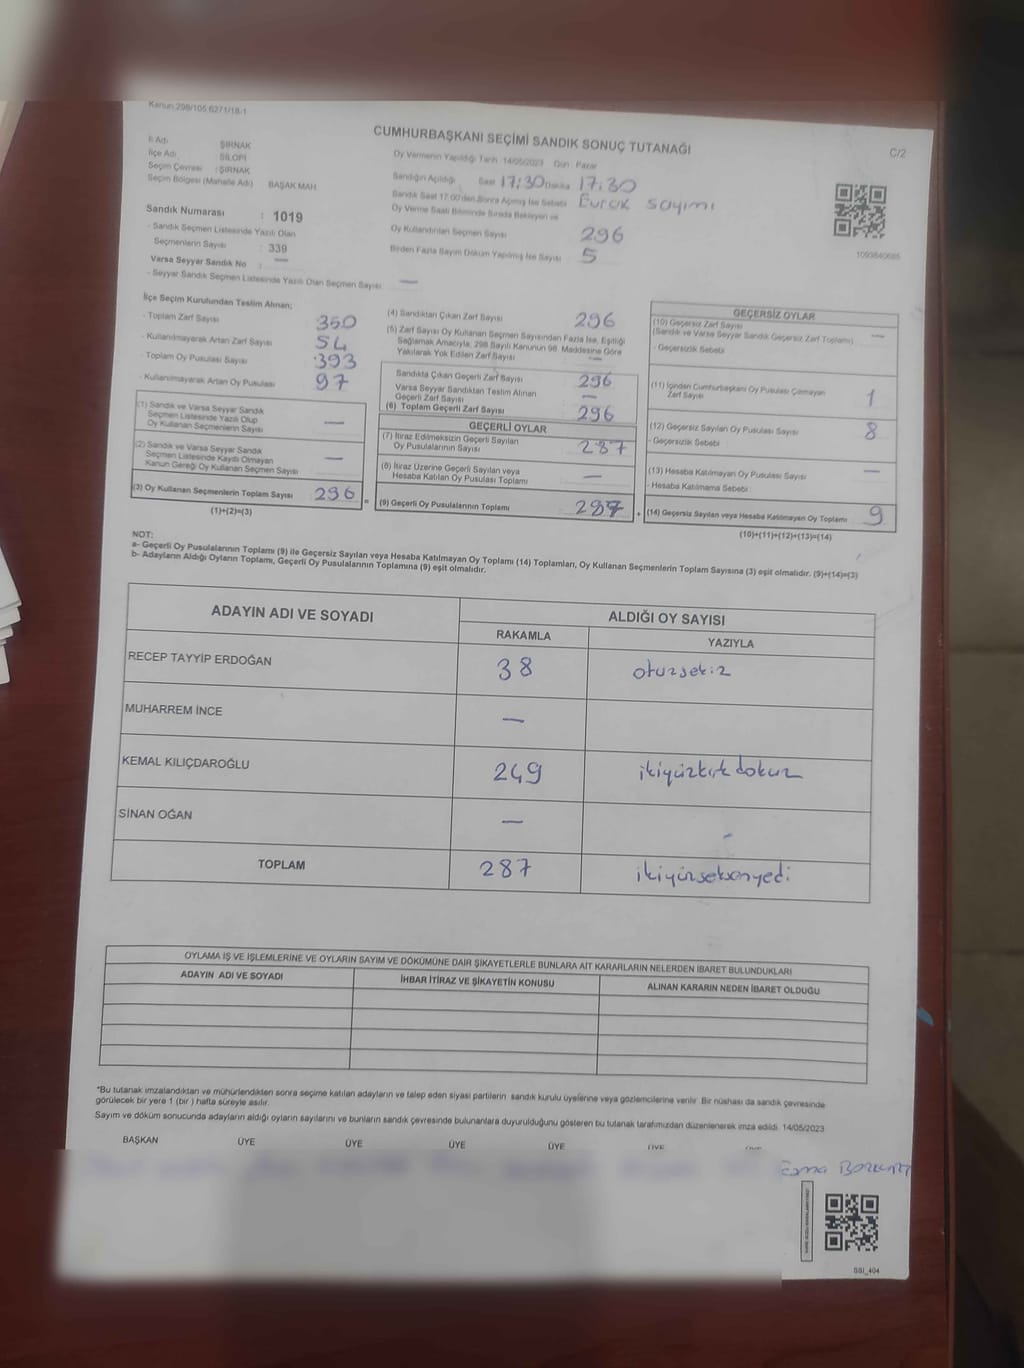 Kanun:298/105 6271/18-1
CUMHURBAŞKANI SEÇİMİ SANDIK SONUÇ TUTANAĞI
C/2
İl Adı : ŞIRNAK
İlçe Adı : SİLOPİ
Seçim Çevresi : ŞIRNAK
Seçim Bölgesi (Mahalle Adı) BAŞAK MAH.
Sandık Numarası : 1019
- Sandık Seçmen Listesinde Yazılı Olan
Seçmenlerin Sayısı : 339
Varsa Seyyar Sandık No : —
- Seyyar Sandık Seçmen Listesinde Yazılı Olan Seçmen Sayısı —
Oy Vermenin Yapıldığı Tarih :14/05/2023 Gün : Pazar
Sandığın Açıldığı Saat 17:30 Dakika 17:30
Sandık Saat 17:00'den Sonra Açılmış İse Sebebi Evrak sayımı
Oy Verme Saati Bitiminde Sırada Bekleyen ve
Oy Kullandırılan Seçmen Sayısı 296
Birden Fazla Sayım Döküm Yapılmış İse Sayısı 5
1093840685
İlçe Seçim Kurulundan Teslim Alınan;
- Toplam Zarf Sayısı 350
- Kullanılmayarak Artan Zarf Sayısı 54
- Toplam Oy Pusulası Sayısı 393
- Kullanılmayarak Artan Oy Pusulası 97
(1) Sandık ve Varsa Seyyar Sandık
Seçmen Listesinde Yazılı Olup
Oy Kullanan Seçmenlerin Sayısı —
(2) Sandık ve Varsa Seyyar Sandık
Seçmen Listesinde Kayıtlı Olmayan
Kanun Gereği Oy Kullanan Seçmen Sayısı —
(3) Oy Kullanan Seçmenlerin Toplam Sayısı 296
(1)+(2)=(3)
(4) Sandıktan Çıkan Zarf Sayısı 296
(5) Zarf Sayısı Oy Kullanan Seçmen Sayısından Fazla İse, Eşitliği
Sağlamak Amacıyla, 298 Sayılı Kanunun 98. Maddesine Göre
Yakılarak Yok Edilen Zarf Sayısı —
Sandıkta Çıkan Geçerli Zarf Sayısı 296
Varsa Seyyar Sandıktan Teslim Alınan
Geçerli Zarf Sayısı —
(6) Toplam Geçerli Zarf Sayısı 296
GEÇERLİ OYLAR
(7) İtiraz Edilmeksizin Geçerli Sayılan
Oy Pusulalarının Sayısı 287
(8) İtiraz Üzerine Geçerli Sayılan veya
Hesaba Katılan Oy Pusulası Toplamı —
= (9) Geçerli Oy Pusulalarının Toplamı 287
GEÇERSİZ OYLAR
(10) Geçersiz Zarf Sayısı
(Sandık ve Varsa Seyyar Sandık Geçersiz Zarf Toplamı) —
- Geçersizlik Sebebi
(11) İçinden Cumhurbaşkanı Oy Pusulası Çıkmayan
Zarf Sayısı 1
(12) Geçersiz Sayılan Oy Pusulası Sayısı 8
- Geçersizlik Sebebi
(13) Hesaba Katılmayan Oy Pusulası Sayısı —
- Hesaba Katılmama Sebebi :
+ (14) Geçersiz Sayılan veya Hesaba Katılmayan Oy Toplamı 9
(10)+(11)+(12)+(13)=(14)
NOT:
a- Geçerli Oy Pusulalarının Toplamı (9) ile Geçersiz Sayılan veya Hesaba Katılmayan Oy Toplamı (14) Toplamları, Oy Kullanan Seçmenlerin Toplam Sayısına (3) eşit olmalıdır. (9)+(14)=(3)
b- Adayların Aldığı Oyların Toplamı, Geçerli Oy Pusulalarının Toplamına (9) eşit olmalıdır.
ADAYIN ADI VE SOYADI ALDIĞI OY SAYISI
RAKAMLA YAZIYLA
RECEP TAYYİP ERDOĞAN 38 otuzsekiz
MUHARREM İNCE —
KEMAL KILIÇDAROĞLU 249 ikiyüzkırkdokuz
SİNAN OĞAN —
TOPLAM 287 ikiyüzseksenyedi
OYLAMA İŞ VE İŞLEMLERİNE VE OYLARIN SAYIM VE DÖKÜMÜNE DAİR ŞİKAYETLERLE BUNLARA AİT KARARLARIN NELERDEN İBARET BULUNDUKLARI
ADAYIN ADI VE SOYADI İHBAR İTİRAZ VE ŞİKAYETİN KONUSU ALINAN KARARIN NEDEN İBARET OLDUĞU
*Bu tutanak imzalandıktan ve mühürlendikten sonra seçime katılan adayların ve talep eden siyasi partilerin sandık kurulu üyelerine veya gözlemcilerine verilir. Bir nüshası da sandık çevresinde
görülecek bir yere 1 (bir ) hafta süreyle asılır.
Sayım ve döküm sonucunda adayların aldığı oyların sayılarını ve bunların sandık çevresinde bulunanlara duyurulduğunu gösteren bu tutanak tarafımızdan düzenlenerek imza edildi. 14/05/2023
BAŞKAN ÜYE ÜYE ÜYE ÜYE ÜYE ÜYE
Esma
SSI_404